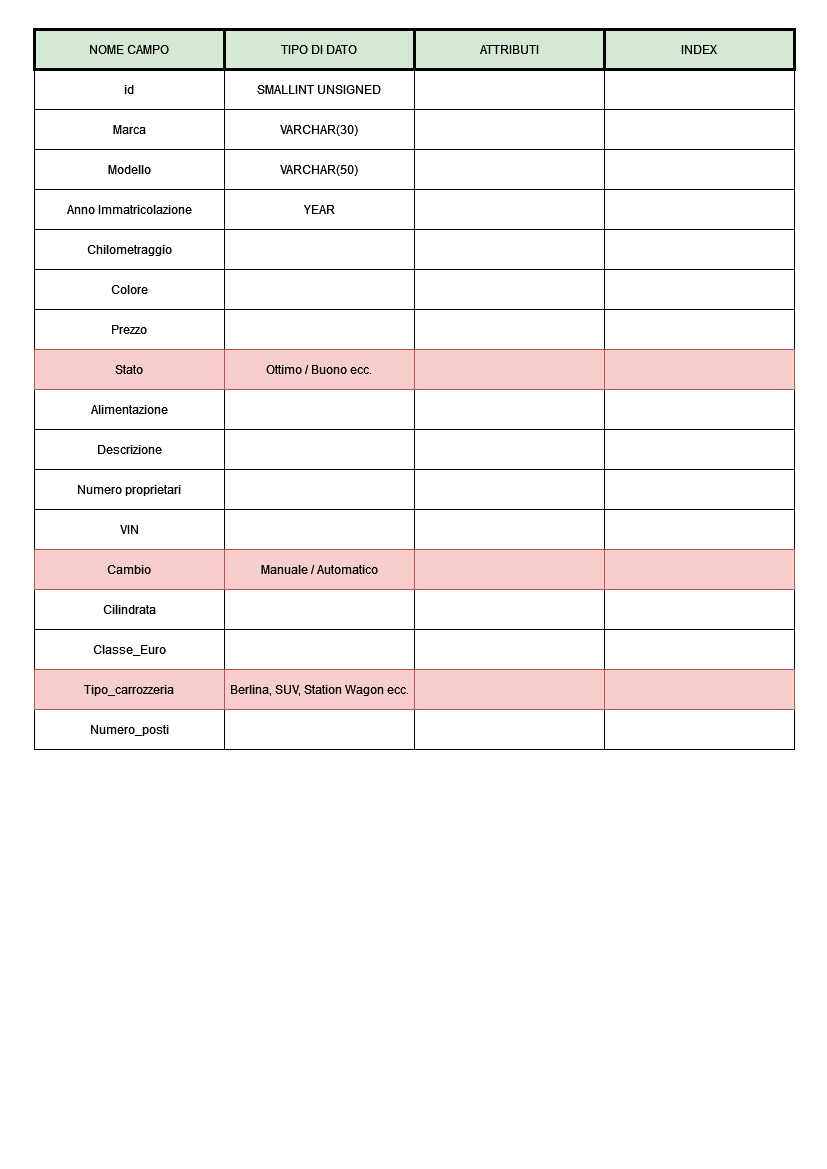 NOME CAMPO TIPO DI DATO ATTRIBUTI INDEX
id SMALLINT UNSIGNED
Marca VARCHAR(30)
Modello VARCHAR(50)
Anno Immatricolazione YEAR
Chilometraggio
Colore
Prezzo
Stato Ottimo / Buono ecc.
Alimentazione
Descrizione
Numero proprietari
VIN
Cambio Manuale / Automatico
Cilindrata
Classe_Euro
Tipo_carrozzeria Berlina, SUV, Station Wagon ecc.
Numero_posti